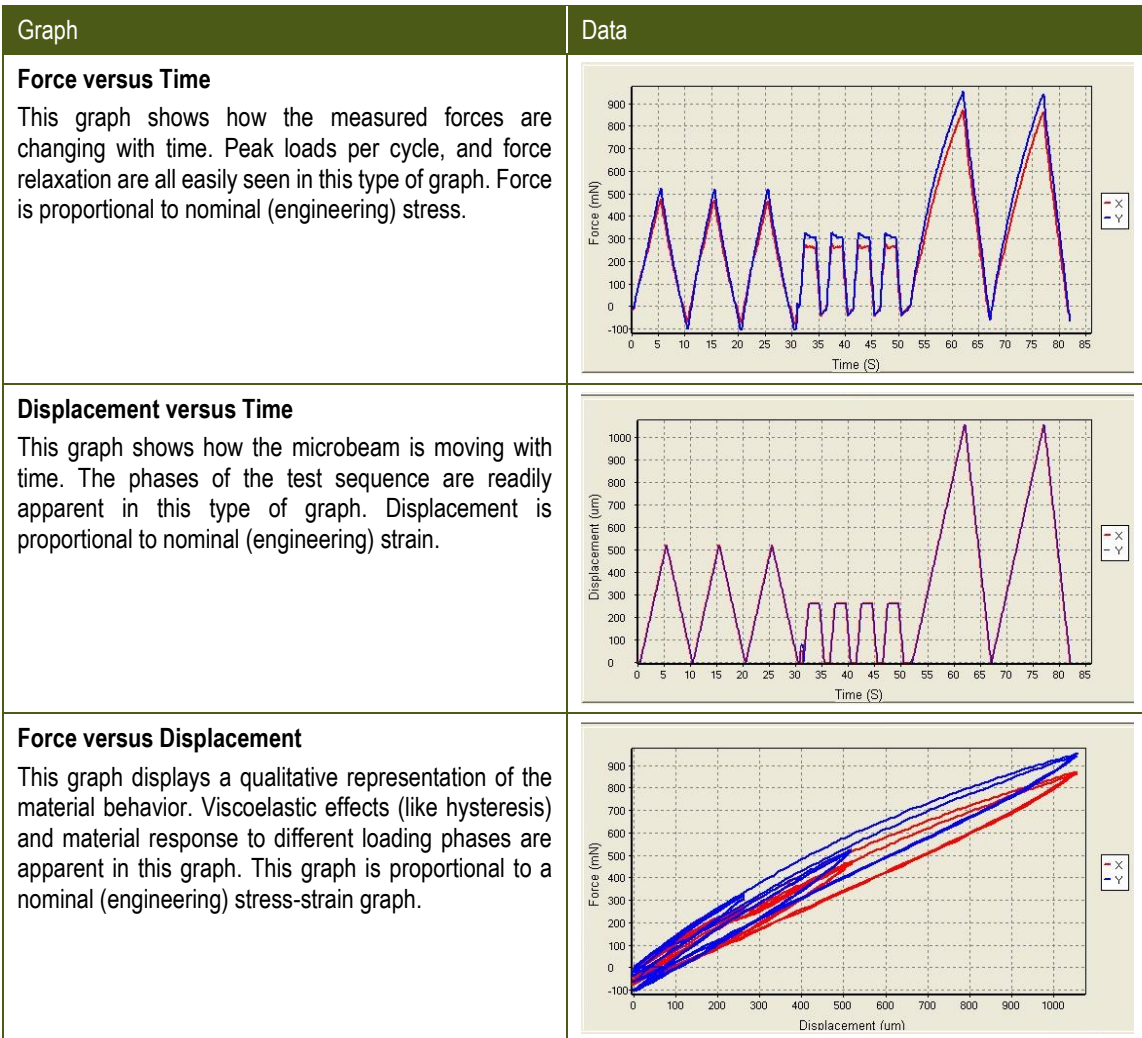 Graph
Data
Force versus Time
This graph shows how the measured forces are
changing with time. Peak loads per cycle, and force
relaxation are all easily seen in this type of graph. Force
is proportional to nominal (engineering) stress.
900
800
700
600
500
400
300
200
100
0
-100
Force (mN)
0 5 10 15 20 25 30 35 40 45 50 55 60 65 70 75 80 85
Time (S)
X
Y
Displacement versus Time
This graph shows how the microbeam is moving with
time. The phases of the test sequence are readily
apparent in this type of graph. Displacement is
proportional to nominal (engineering) strain.
1000
900
800
700
600
500
400
300
200
100
0
Displacement (um)
0 5 10 15 20 25 30 35 40 45 50 55 60 65 70 75 80 85
Time (S)
X
Y
Force versus Displacement
This graph displays a qualitative representation of the
material behavior. Viscoelastic effects (like hysteresis)
and material response to different loading phases are
apparent in this graph. This graph is proportional to a
nominal (engineering) stress-strain graph.
900
800
700
600
500
400
300
200
100
0
-100
Force (mN)
0 100 200 300 400 500 600 700 800 900 1000
Displacement (um)
X
Y